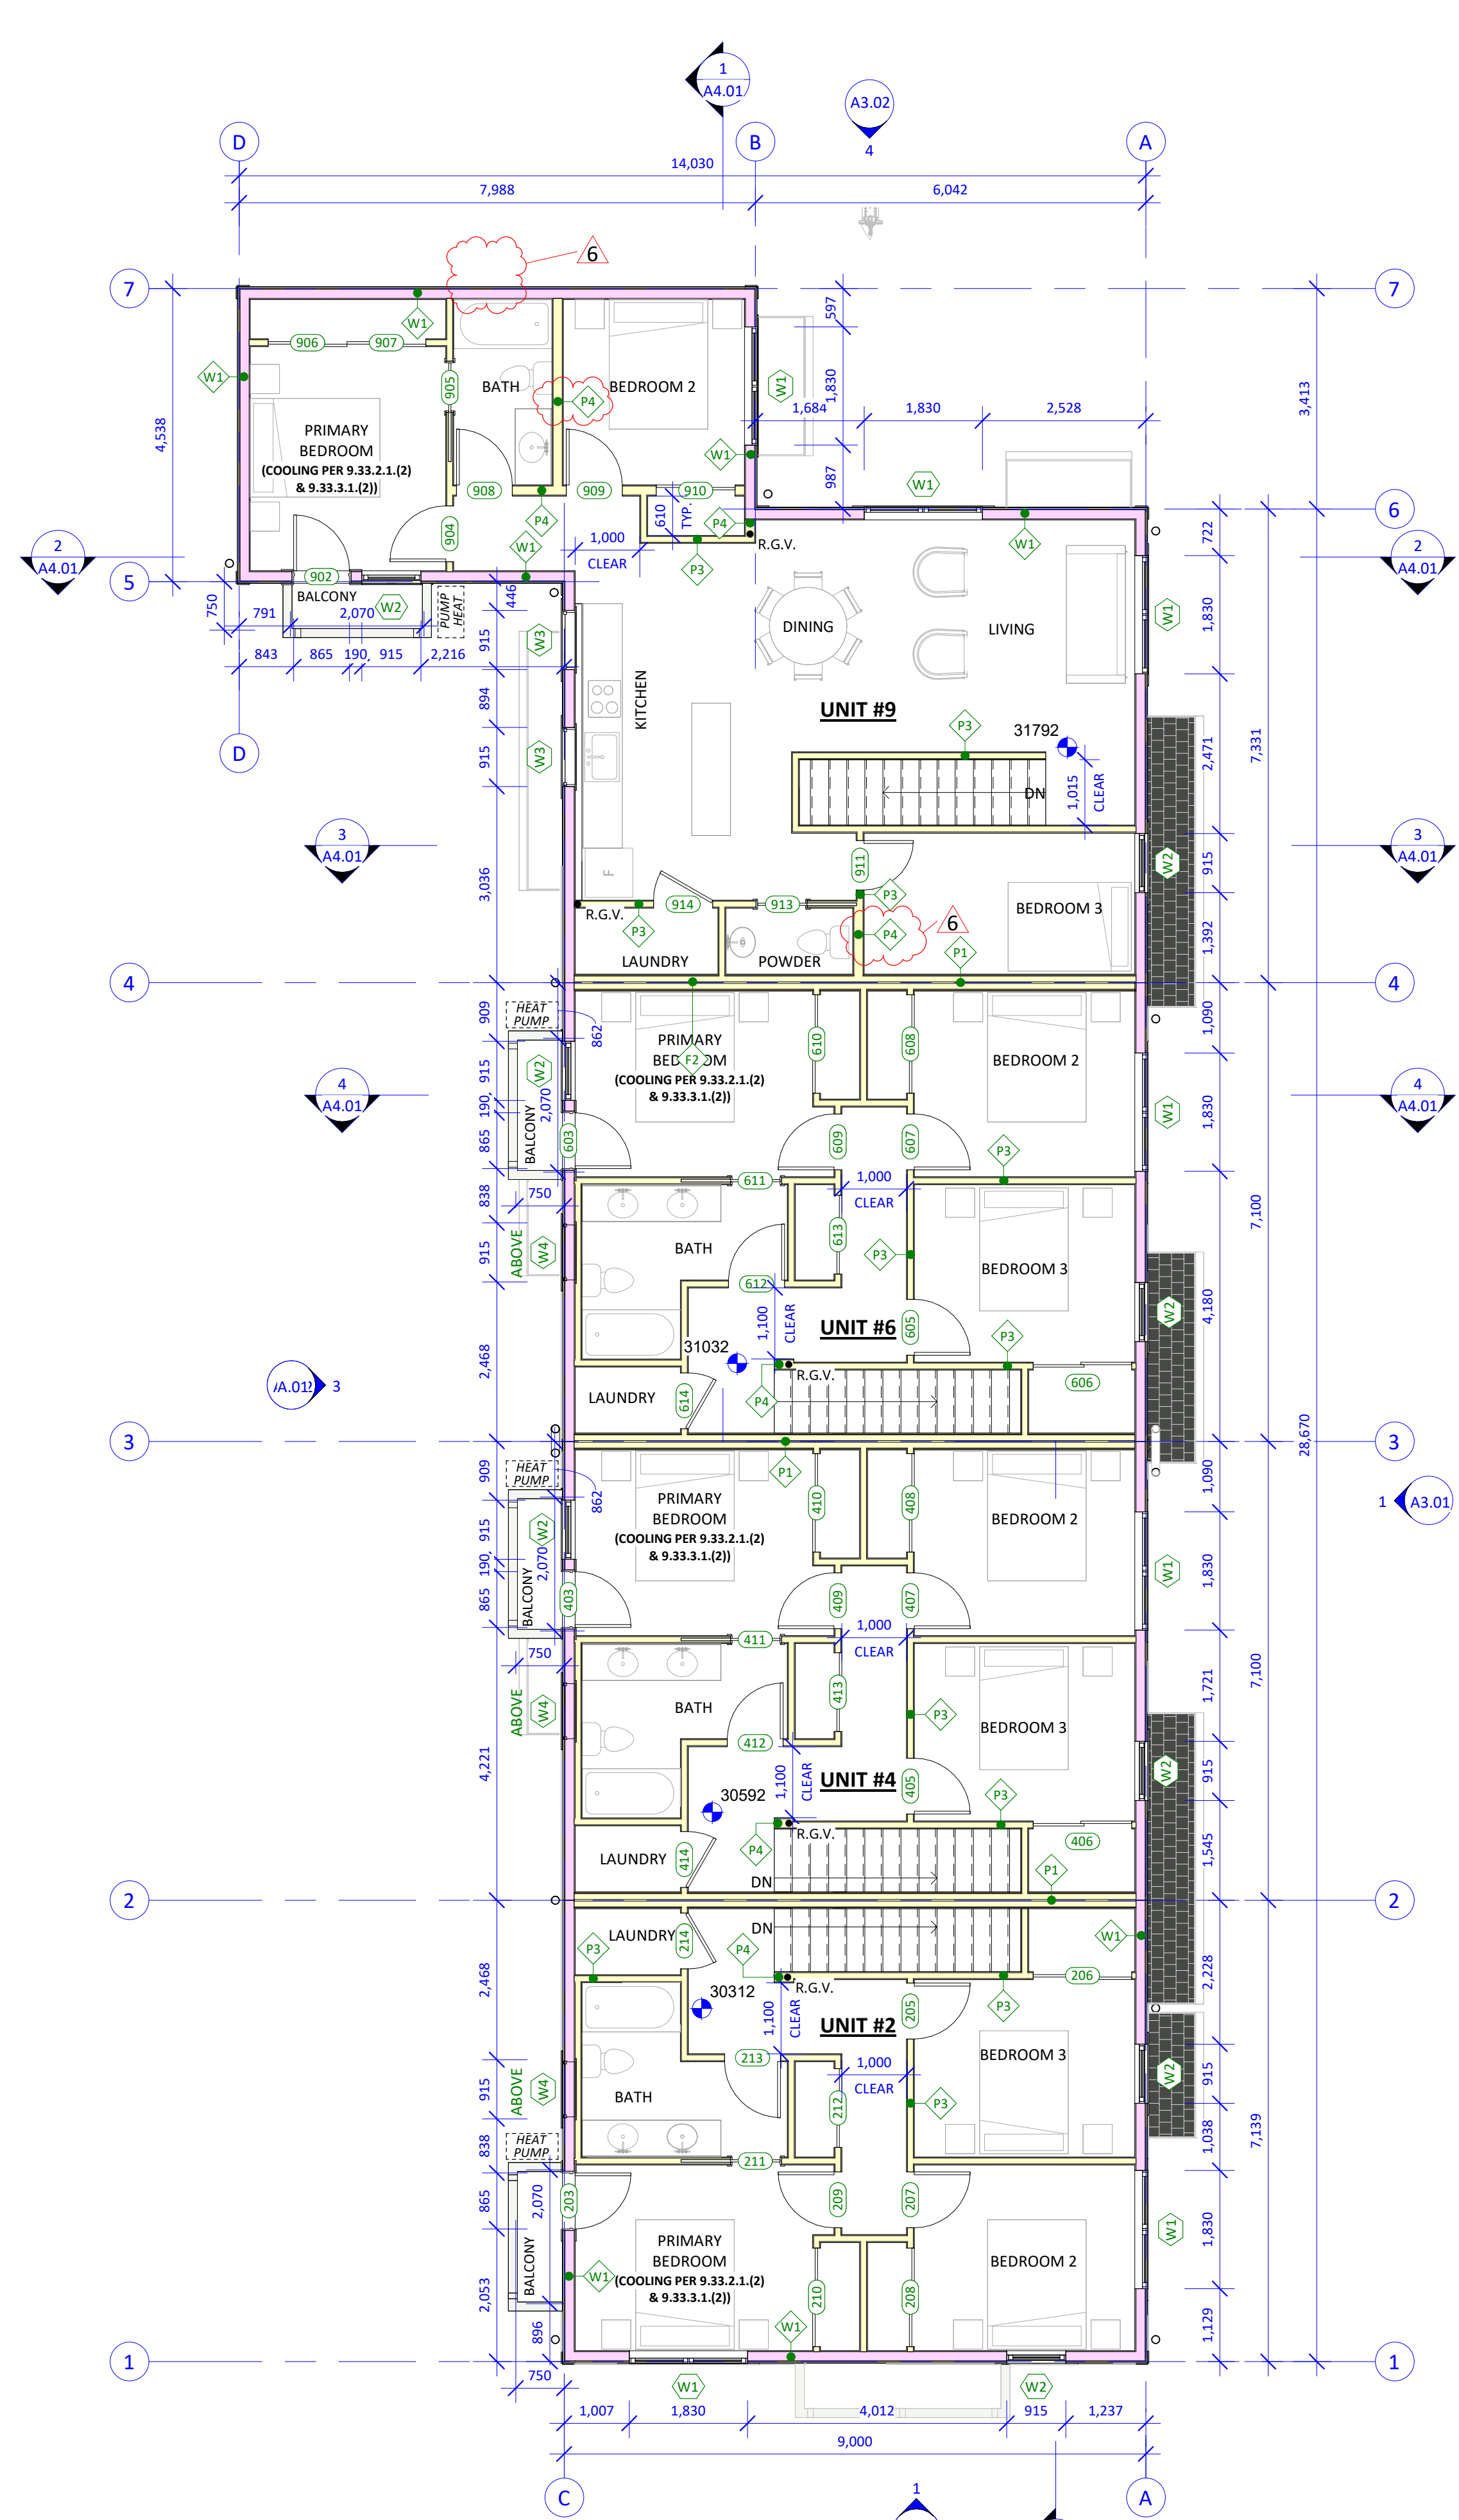 1
A4.01
A3.02
4
D
B
A
14,030
7,988
6,042
6
7
7
W1
597
906
907
W1
905
BATH
BEDROOM 2
W1
P4
1,830
1,684
1,830
2,528
3,413
4,538
PRIMARY
BEDROOM
(COOLING PER 9.33.2.1.(2)
& 9.33.3.1.(2))
W1
987
W1
908
909
910
6
904
P4
610
TYP.
P4
R.G.V.
W1
722
W1
1,000
CLEAR
P3
2
A4.01
2
A4.01
5
902
BALCONY
W2
PUMP
HEAT
446
750
791
2,070
W3
915
DINING
LIVING
W1
1,830
843
865
190
915
2,216
894
KITCHEN
UNIT #9
P3
31792
D
W3
915
2,471
7,331
DN
1,015
CLEAR
3
A4.01
3
A4.01
911
W2
915
F
3,036
914
913
P3
R.G.V.
BEDROOM 3
P3
P4
6
P1
1,392
LAUNDRY
POWDER
4
4
HEAT
PUMP
909
862
PRIMARY
BEDROOM
F2
(COOLING PER 9.33.2.1.(2)
& 9.33.3.1.(2))
610
608
BEDROOM 2
1,090
4
A4.01
4
A4.01
W2
915
190
2,070
BALCONY
865
603
609
607
W1
1,830
P3
611
1,000
CLEAR
838
750
7,100
ABOVE
W4
915
BATH
613
P3
BEDROOM 3
612
4,180
W2
1,100
CLEAR
UNIT #6
605
31032
P3
2,468
R.G.V.
606
3
LAUNDRY
614
P4
28,670
3
3
HEAT
PUMP
909
862
P1
PRIMARY
BEDROOM
(COOLING PER 9.33.2.1.(2)
& 9.33.3.1.(2))
410
408
BEDROOM 2
1,090
1
A3.01
W2
915
190
2,070
BALCONY
865
403
409
407
W1
1,830
411
1,000
CLEAR
750
7,100
ABOVE
W4
BATH
413
P3
BEDROOM 3
1,721
412
4,221
1,100
CLEAR
UNIT #4
405
W2
915
30592
P3
R.G.V.
406
P4
LAUNDRY
414
DN
P1
1,545
2
2
P3
LAUNDRY
214
DN
P4
W1
206
2,468
30312
R.G.V.
P3
2,228
1,100
CLEAR
UNIT #2
205
BEDROOM 3
213
1,000
CLEAR
W2
915
ABOVE
W4
915
BATH
212
P3
HEAT
PUMP
838
1,038
7,139
211
865
2,070
203
209
207
W1
1,830
BALCONY
PRIMARY
BEDROOM
BEDROOM 2
2,053
W1
(COOLING PER 9.33.2.1.(2)
& 9.33.3.1.(2))
210
208
896
W1
1,129
1
1
750
W1
W2
1,007
1,830
4,012
915
1,237
9,000
C
A
1